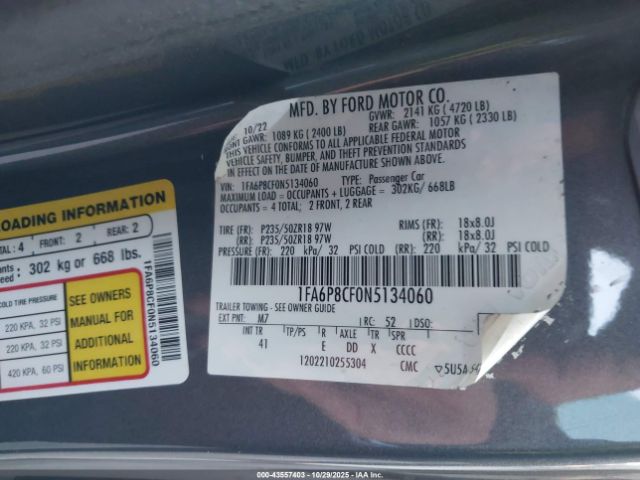 MFD. BY FORD MOTOR CO.
10/22 GVWR: 2141 KG ( 4720 LB)
GAWR: 1089 KG ( 2400 LB) REAR GAWR: 1057 KG ( 2330 LB)
VEHICLE CONFORMS TO ALL APPLICABLE FEDERAL MOTOR
VEHICLE SAFETY, BUMPER, AND THEFT PREVENTION STANDARDS
IN EFFECT ON THE DATE OF MANUFACTURE SHOWN ABOVE.
VIN: 1FA6P8CF0N5134060 TYPE: Passenger Car
MAXIMUM LOAD = OCCUPANTS + LUGGAGE = 302KG/ 668LB
OCCUPANTS = 4 TOTAL; 2 FRONT, 2 REAR
TIRE (FR): P235/50ZR18 97W RIMS (FR): 18x8.0J
(RR): P235/50ZR18 97W (RR): 18x8.0J
PRESSURE (FR): 220 kPa/ 32 PSI COLD (RR): 220 kPa/ 32 PSI COLD
1FA6P8CF0N5134060
TRAILER TOWING - SEE OWNER GUIDE
EXT PNT: M7 RC: 52 DSO:
INT TR TP/PS R AXLE TR SPR
41 E DD X CCCC
1202210255304 CMC ▽5U5A
LOADING INFORMATION
: 4 FRONT: 2 REAR: 2
302 kg or 668 lbs.
COLD TIRE PRESSURE
220 KPA, 32 PSI
220 KPA, 32 PSI
420 KPA, 60 PSI
SEE OWNERS
MANUAL FOR
ADDITIONAL
INFORMATION
1FA6P8CF0N5134060
© 43557403 - 10/29/2025 - IAA Inc.